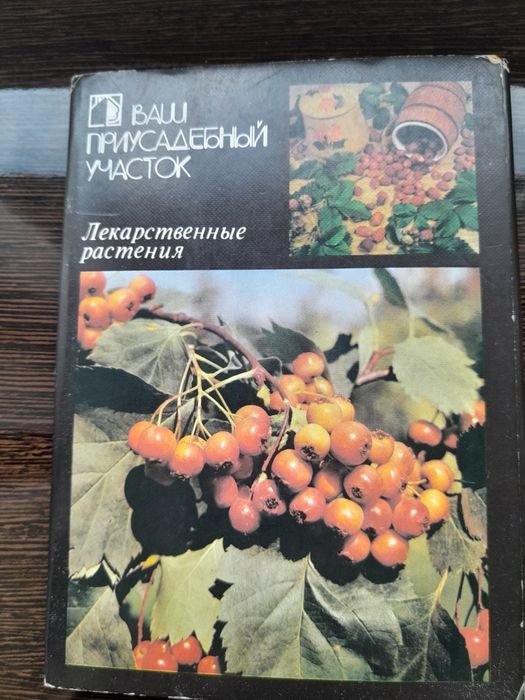 ВАШ
ПРИУСАДЕБНЫЙ
УЧАСТОК
Лекарственные
растения